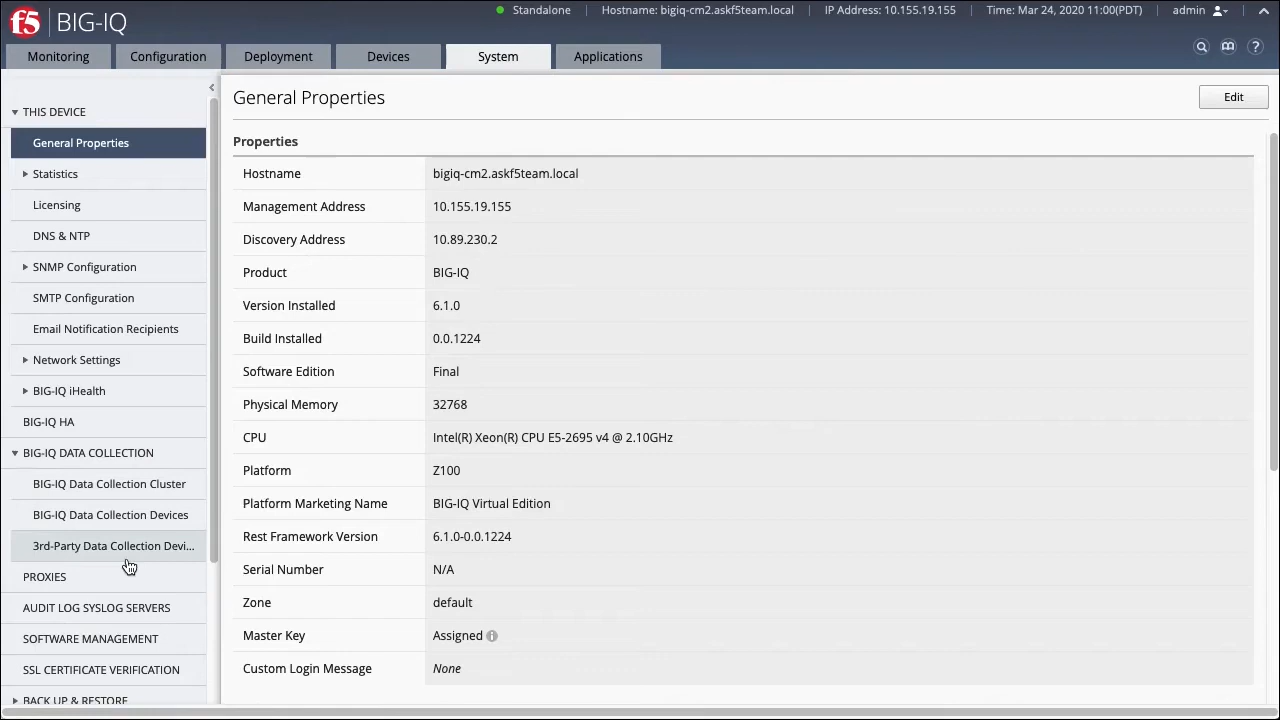 f5 BIG-IQ
Standalone Hostname: bigiq-cm2.askf5team.local IP Address: 10.155.19.155 Time: Mar 24, 2020 11:00(PDT) admin
Monitoring Configuration Deployment Devices System Applications
THIS DEVICE
General Properties
Statistics
Licensing
DNS & NTP
SNMP Configuration
SMTP Configuration
Email Notification Recipients
Network Settings
BIG-IQ iHealth
BIG-IQ HA
BIG-IQ DATA COLLECTION
BIG-IQ Data Collection Cluster
BIG-IQ Data Collection Devices
3rd-Party Data Collection Devi...
PROXIES
AUDIT LOG SYSLOG SERVERS
SOFTWARE MANAGEMENT
SSL CERTIFICATE VERIFICATION
BACK UP & RESTORE
General Properties Edit
Properties
Hostname bigiq-cm2.askf5team.local
Management Address 10.155.19.155
Discovery Address 10.89.230.2
Product BIG-IQ
Version Installed 6.1.0
Build Installed 0.0.1224
Software Edition Final
Physical Memory 32768
CPU Intel(R) Xeon(R) CPU E5-2695 v4 @ 2.10GHz
Platform Z100
Platform Marketing Name BIG-IQ Virtual Edition
Rest Framework Version 6.1.0-0.0.1224
Serial Number N/A
Zone default
Master Key Assigned
Custom Login Message None